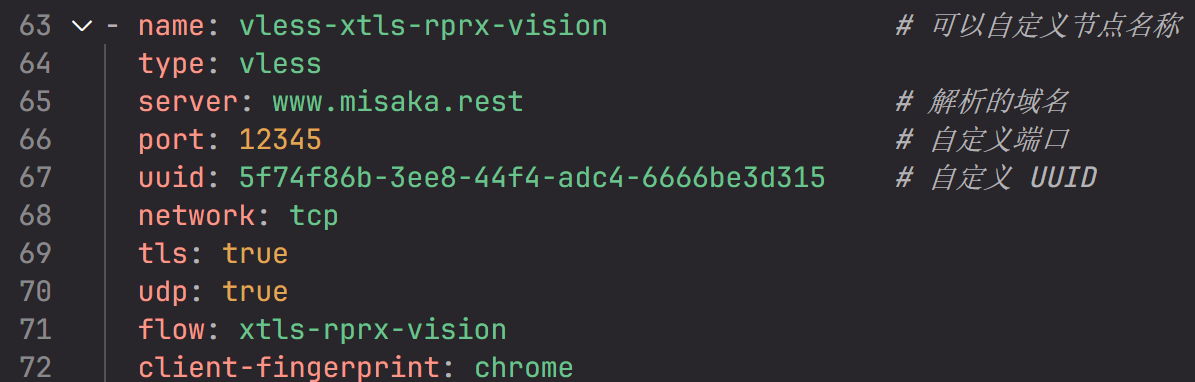 63 - name: vless-xtls-rprx-vision # 可以自定义节点名称
64 type: vless
65 server: www.misaka.rest # 解析的域名
66 port: 12345 # 自定义端口
67 uuid: 5f74f86b-3ee8-44f4-adc4-6666be3d315 # 自定义 UUID
68 network: tcp
69 tls: true
70 udp: true
71 flow: xtls-rprx-vision
72 client-fingerprint: chrome